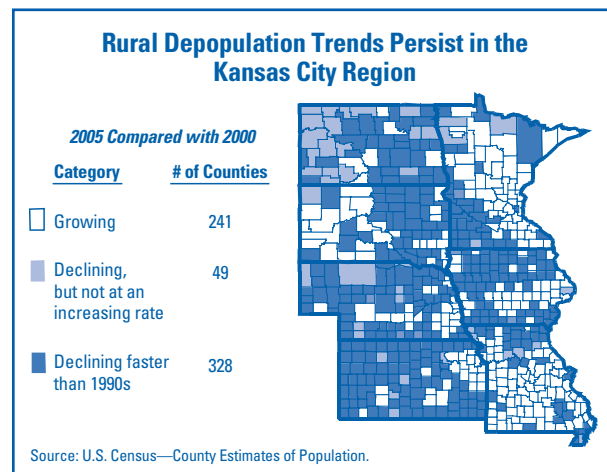 Rural Depopulation Trends Persist in the
Kansas City Region
2005 Compared with 2000
Category # of Counties
Growing 241
Declining, 49
but not at an
increasing rate
Declining faster 328
than 1990s
Source: U.S. Census—County Estimates of Population.